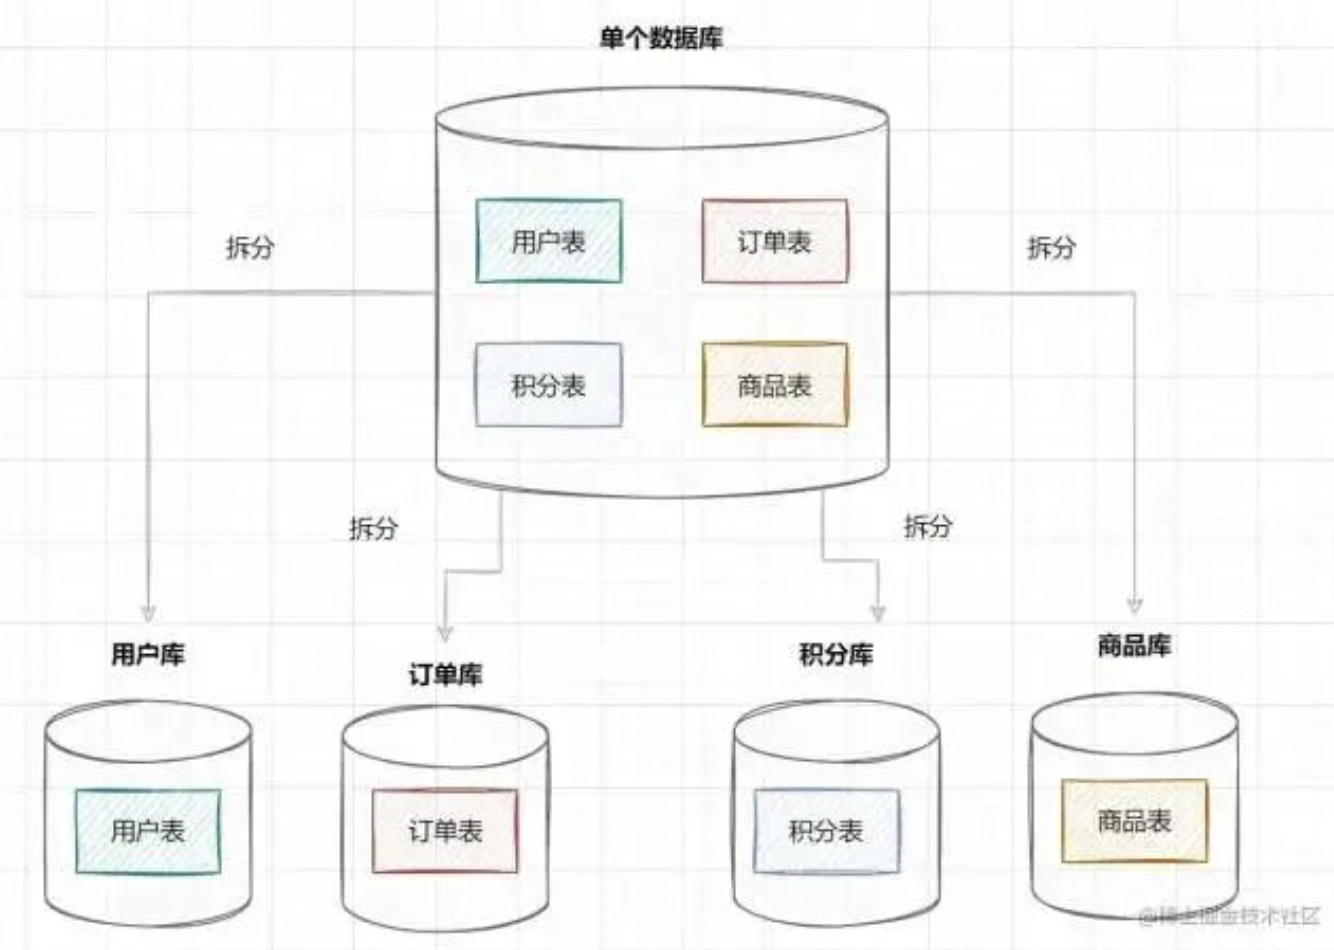 单个数据库
用户表
订单表
拆分
拆分
积分表
商品表
拆分
拆分
用户库
订单库
积分库
商品库
用户表
订单表
积分表
商品表
@稀土掘金技术社区